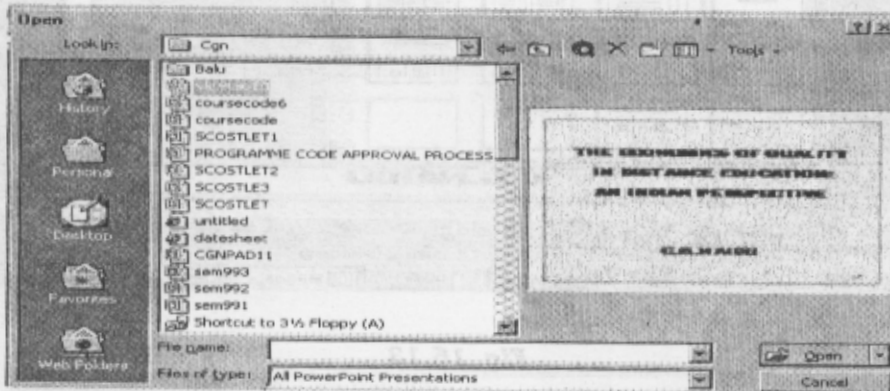 Open
Look in:
Cgn
Tools
History
Personal
Desktop
Favorites
Web Folders
Balu
coursecode6
coursecode
SCOSTLET1
PROGRAMME CODE APPROVAL PROCESS
SCOSTLET2
SCOSTLE3
SCOSTLET
untitled
datesheet
CGNPAD11
sem993
sem992
sem991
Shortcut to 3½ Floppy (A)
THE ECONOMICS OF QUALITY
IN DISTANCE EDUCATION:
AN INDIAN PERSPECTIVE
File name:
Open
Files of type:
All PowerPoint Presentations
Cancel